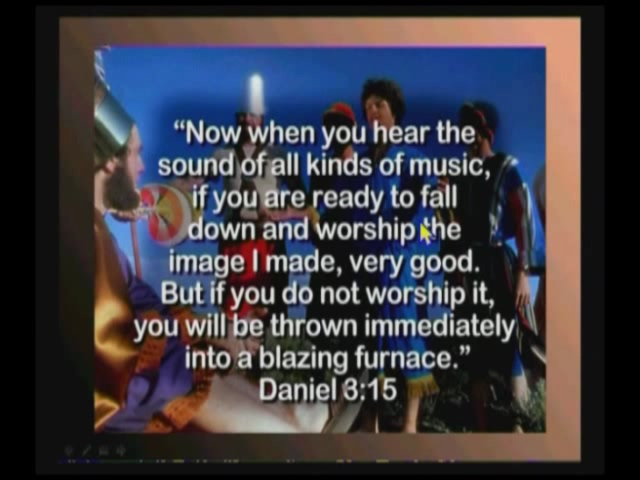 “Now when you hear the
sound of all kinds of music,
if you are ready to fall
down and worship the
image I made, very good.
But if you do not worship it,
you will be thrown immediately
into a blazing furnace.”
Daniel 3:15